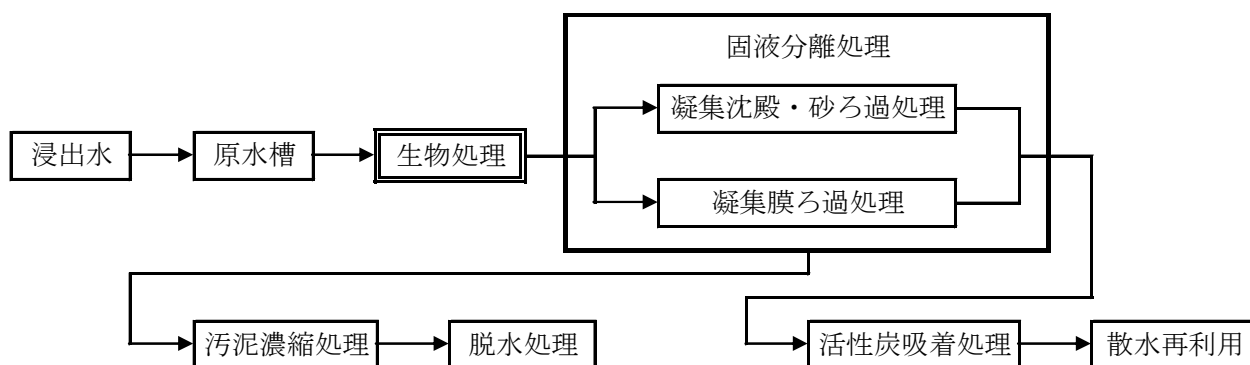 固液分離処理
凝集沈殿・砂ろ過処理
浸出水
原水槽
生物処理
凝集膜ろ過処理
汚泥濃縮処理
脱水処理
活性炭吸着処理
散水再利用